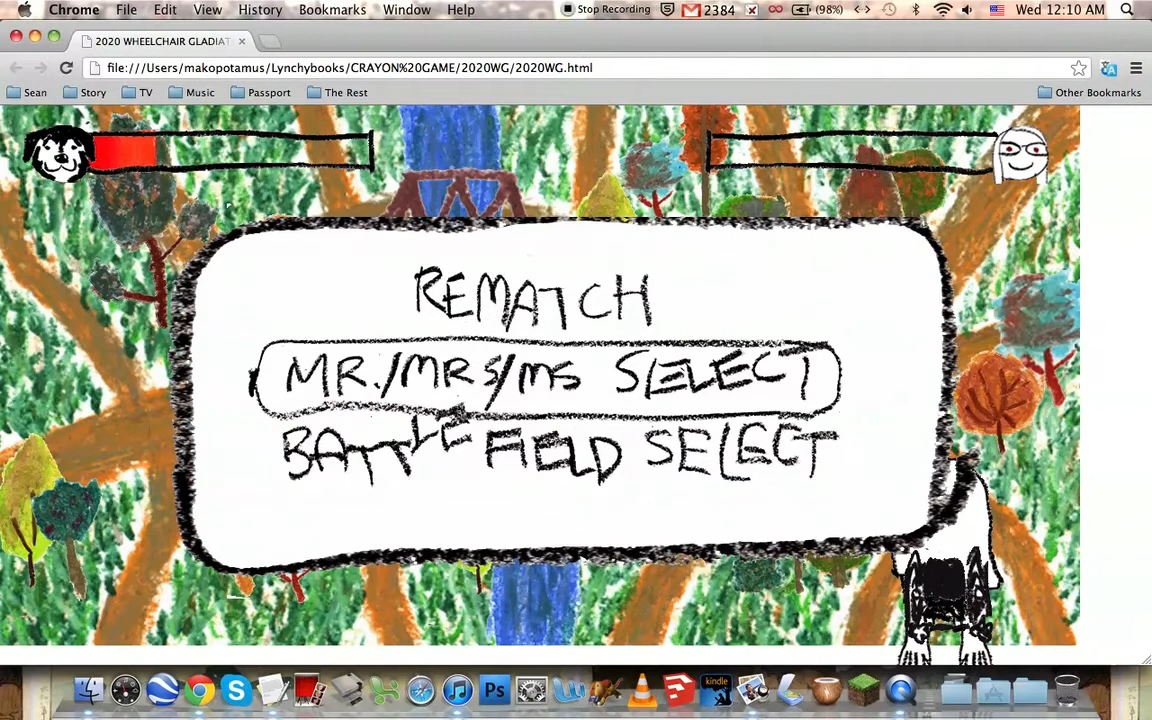 Chrome File Edit View History Bookmarks Window Help Stop Recording 2384 (98%) Wed 12:10 AM
2020 WHEELCHAIR GLADIAT
file:///Users/makopotamus/Lynchybooks/CRAYON%20GAME/2020WG/2020WG.html
Sean Story TV Music Passport The Rest Other Bookmarks
REMATCH
MR./MRS/MS SELECT
BATTLE FIELD SELECT
Ps
kindle